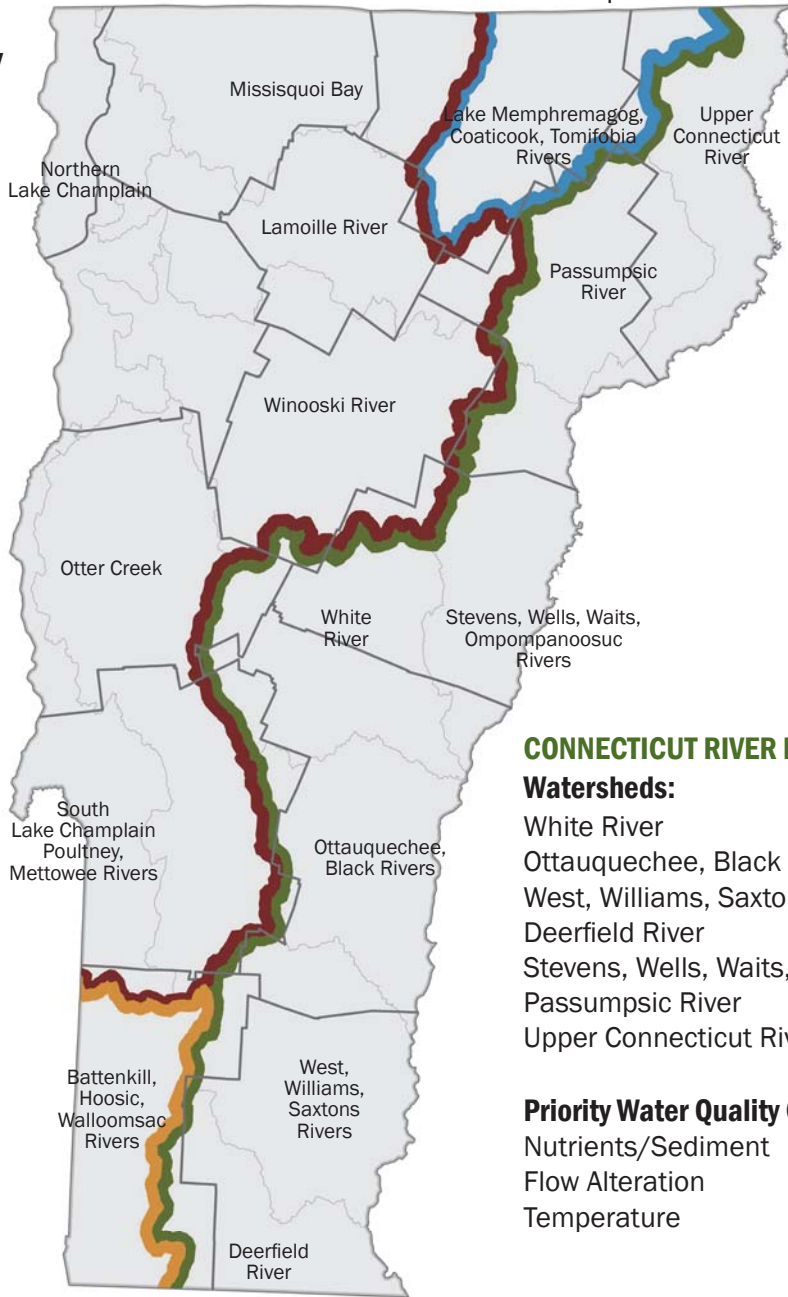 Missisquoi Bay
Lake Memphremagog,
Coaticook, Tomifobia
Rivers
Upper
Connecticut
River
Northern
Lake Champlain
Lamoille River
Passumpsic
River
Winooski River
Otter Creek
White
River
Stevens, Wells, Waits,
Ompompanoosuc
Rivers
South
Lake Champlain
Poultney,
Mettowee Rivers
Ottauquechee,
Black Rivers
Battenkill,
Hoosic,
Walloomsac
Rivers
West,
Williams,
Saxtons
Rivers
Deerfield
River
CONNECTICUT RIVER
Watersheds:
White River
Ottauquechee, Black
West, Williams,
Deerfield River
Stevens, Wells, Waits,
Passumpsic River
Upper Connecticut
Priority Water Quality
Nutrients/Sediment
Flow Alteration
Temperature